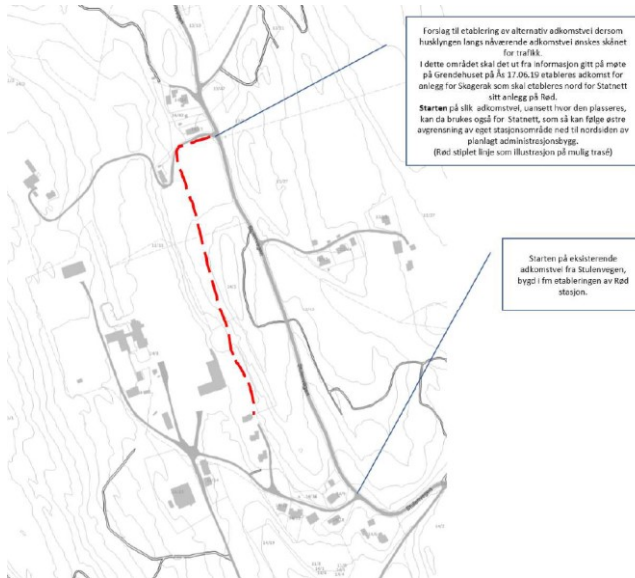 Forslag til etablering av alternativ adkomstvei dersom
husklyngen langs nåværende adkomstvei ønskes skånet
for trafikk.
I dette området skal det ut fra informasjon gitt på møte
på Grendehuset på Ås 17.06.19 etableres adkomst for
anlegg for Skagerak som skal etableres nord for Statnett
sitt anlegg på Rød.
Starten på slik adkomstvei, uansett hvor den plasseres,
kan da brukes også for Statnett, som så kan følge østre
avgrensning av eget stasjonsområde ned til nordsiden av
planlagt administrasjonsbygg.
(Rød stiplet linje som illustrasjon på mulig trasé)
Starten på eksisterende
adkomstvei fra Stulenvegen,
bygd i fm etableringen av Rød
stasjon.